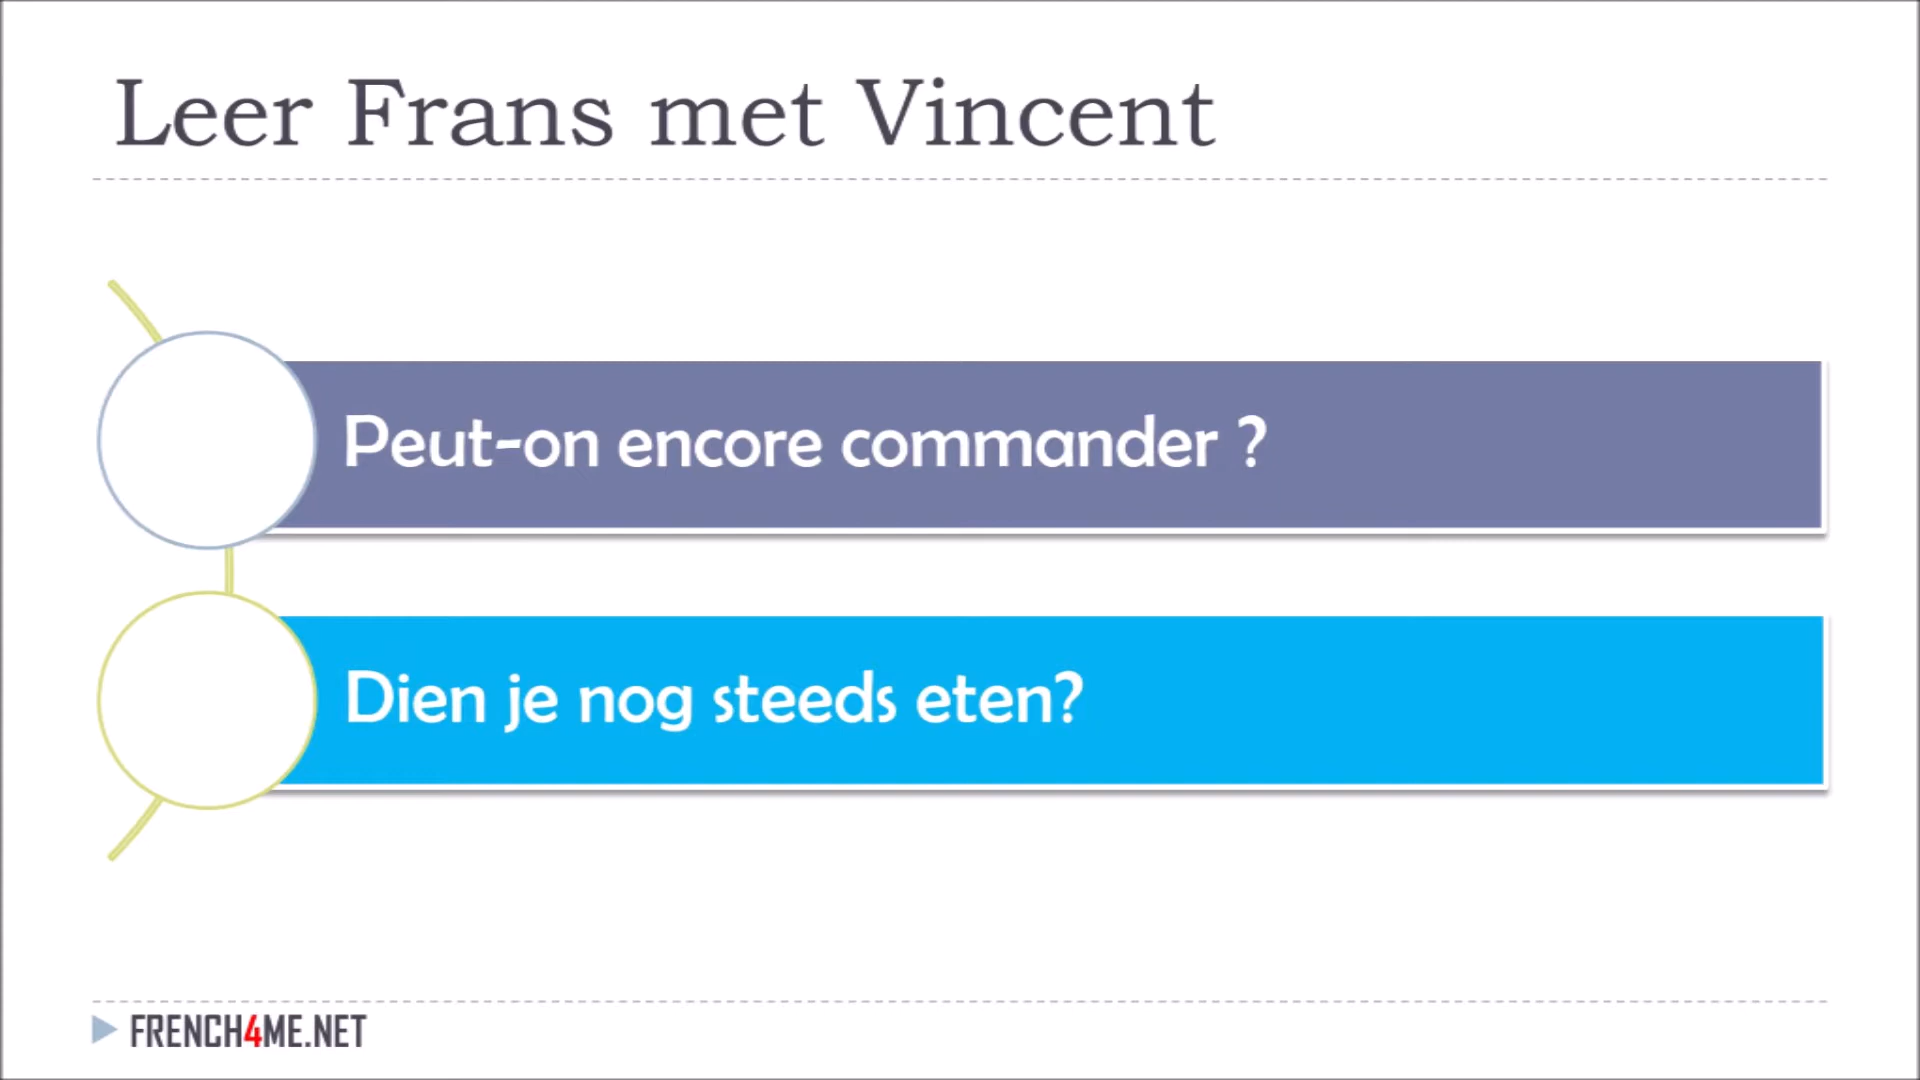 Leer Frans met Vincent
Peut-on encore commander ?
Dien je nog steeds eten?
FRENCH4ME.NET